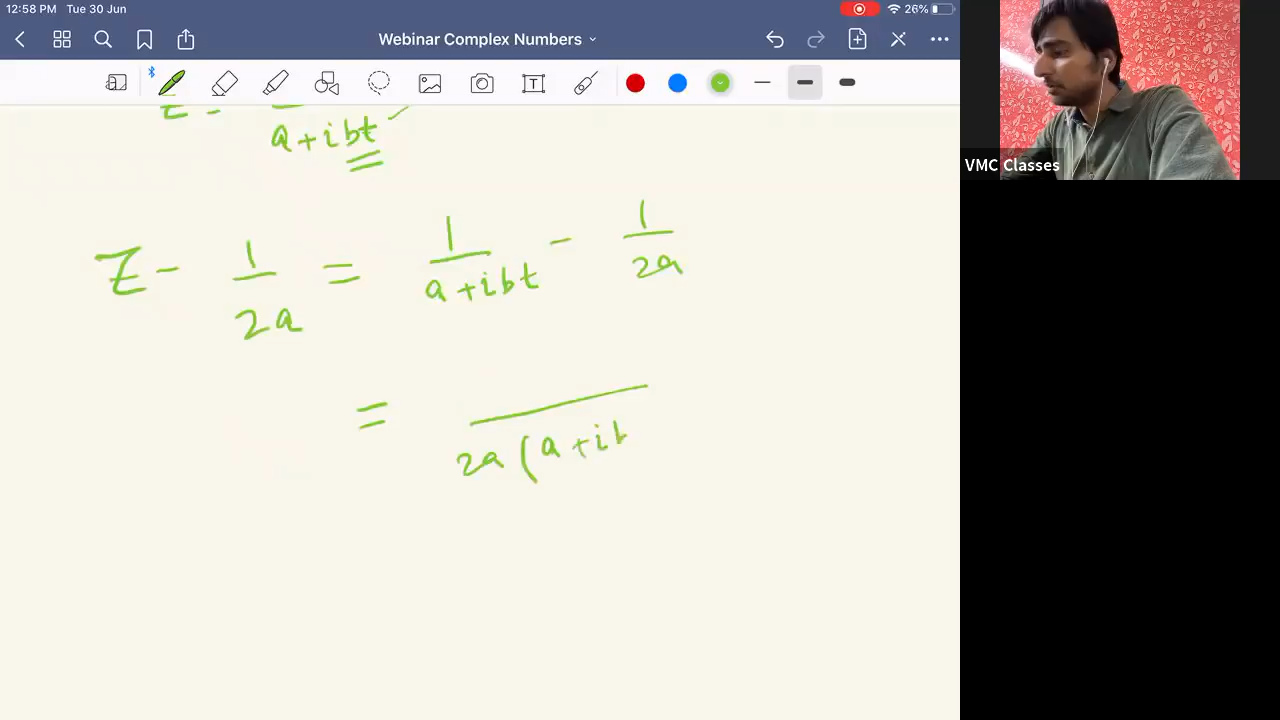 12:58 PM Tue 30 Jun
26%
Webinar Complex Numbers
VMC Classes
a+ibt
Z - 1/2a = 1/a+ibt - 1/2a
= /2a(a+ib